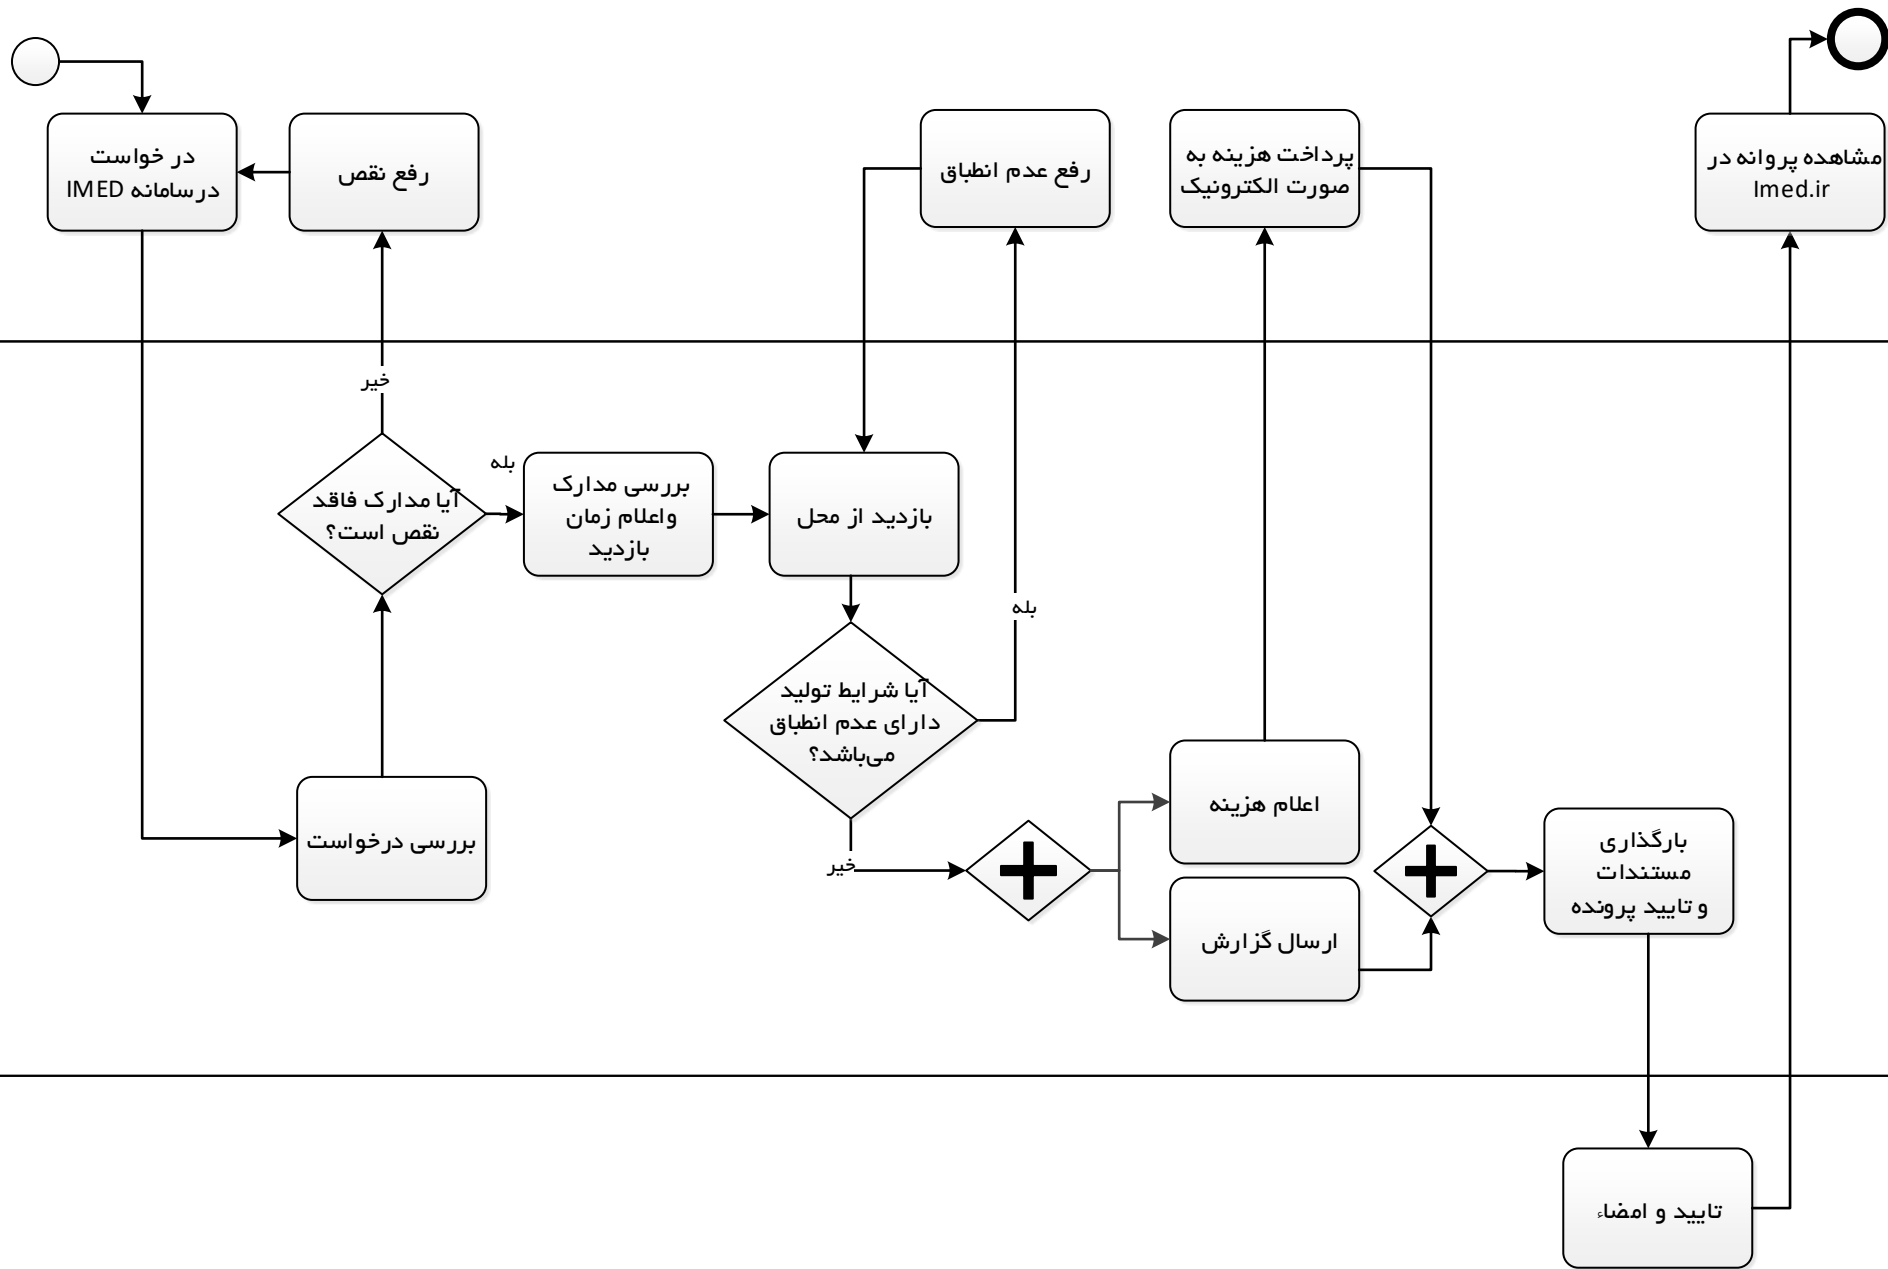 در خواست
درسامانه IMED
رفع نقص
رفع عدم انطباق
پرداخت هزینه به
صورت الکترونیک
مشاهده پروانه در
Imed.ir
خیر
آیا مدارک فاقد
نقص است؟
بله
بررسی مدارک
واعلام زمان
بازدید
بازدید از محل
بله
آیا شرایط تولید
دارای عدم انطباق
می‌باشد؟
خیر
بررسی درخواست
اعلام هزینه
ارسال گزارش
بارگذاری
مستندات
و تایید پرونده
تایید و امضاء